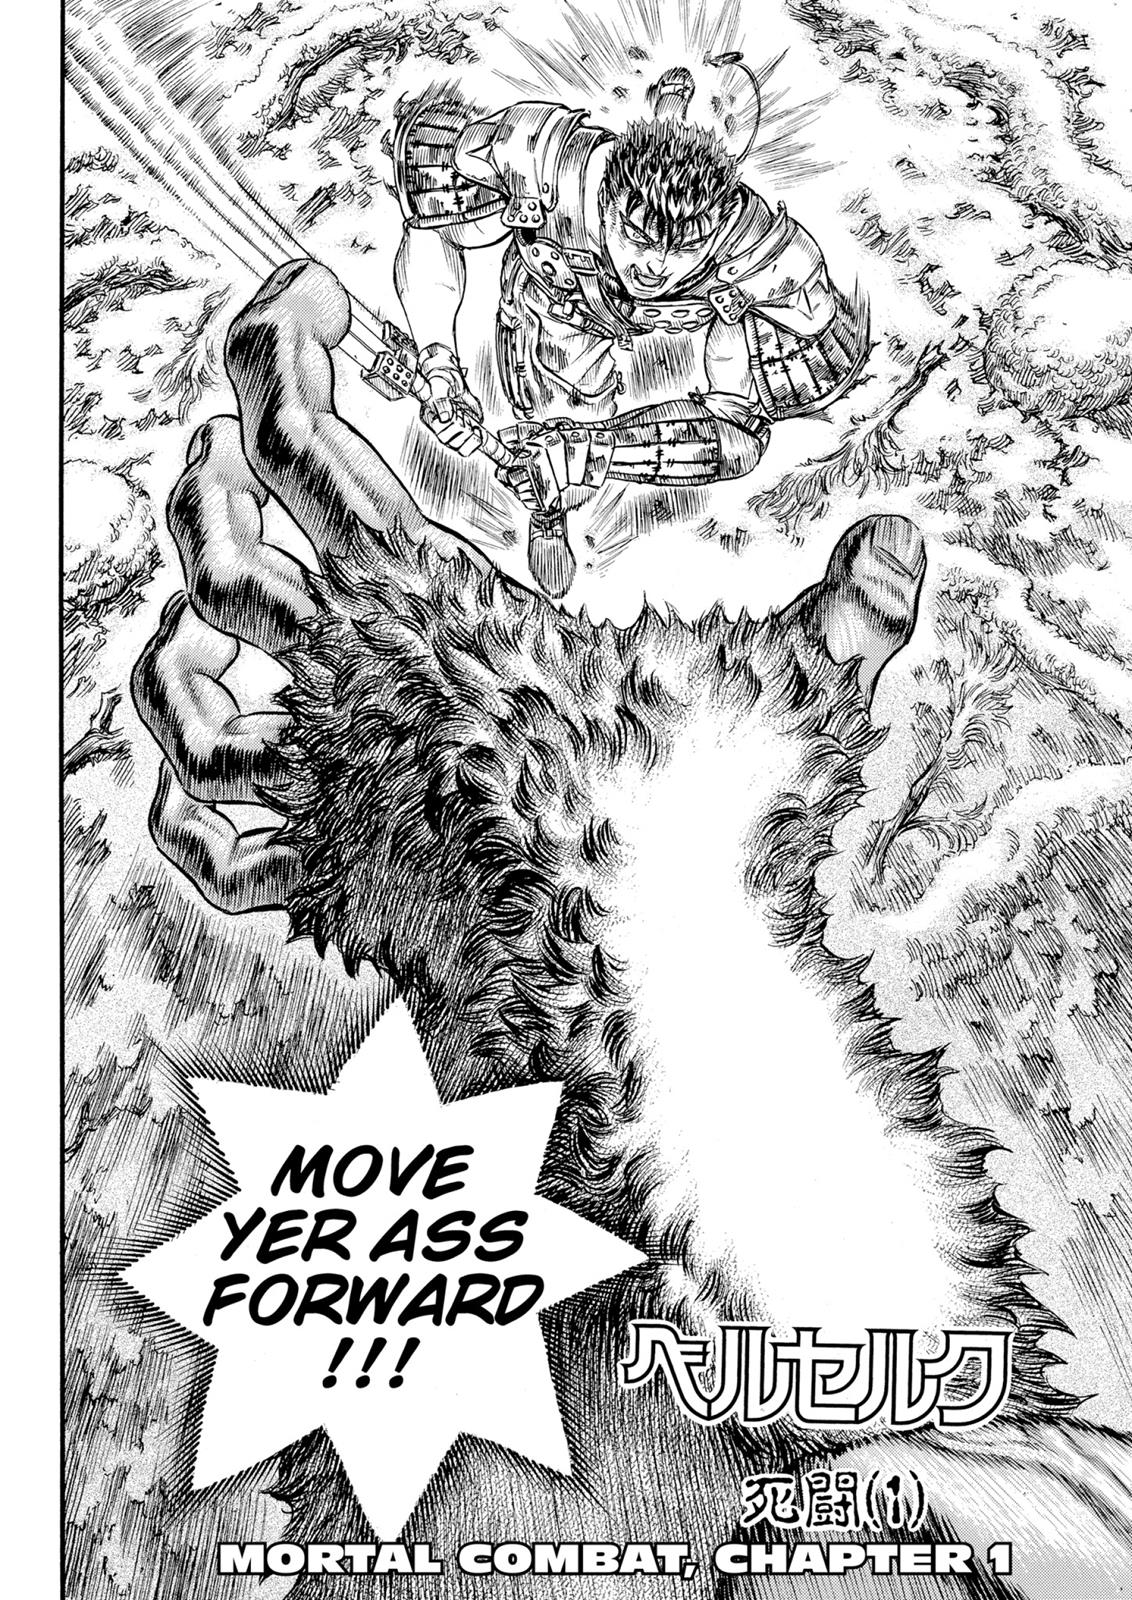 MOVE
YER ASS
FORWARD
!!!
ベルセルク
死闘(1)
MORTAL COMBAT, CHAPTER 1